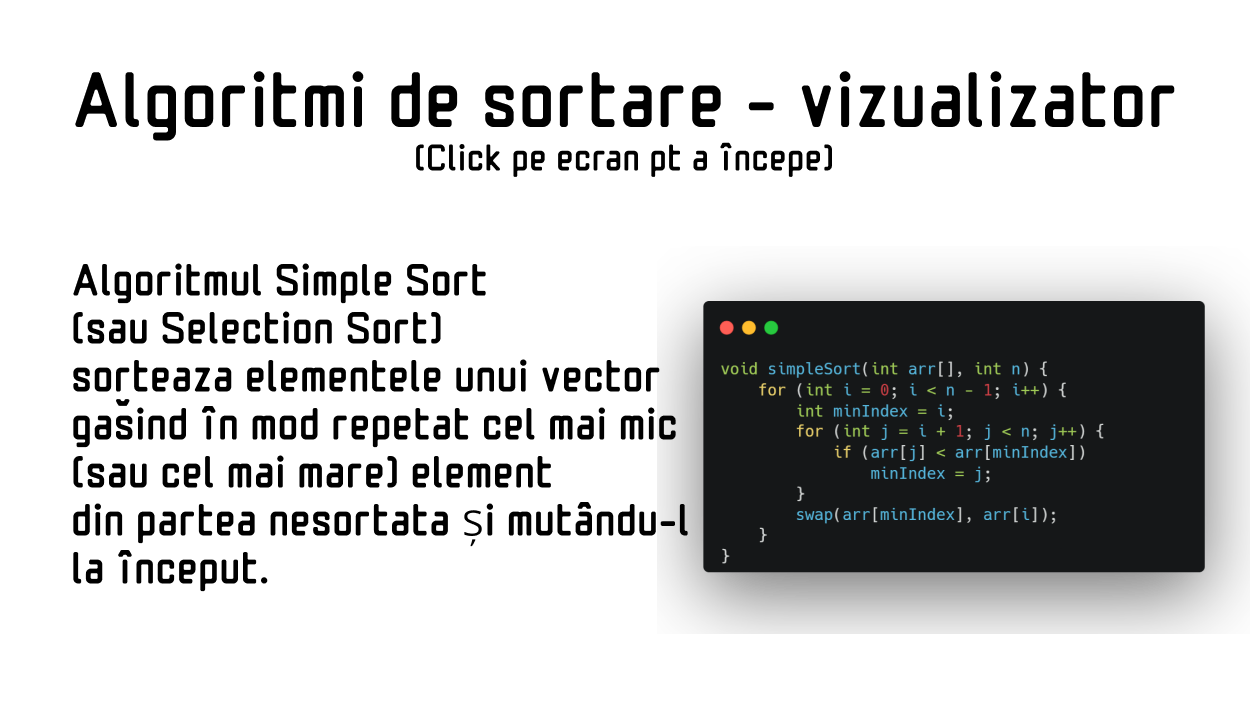 Algoritmi de sortare - vizualizator
(Click pe ecran pt a începe)
Algoritmul Simple Sort
(sau Selection Sort)
sorteaza elementele unui vector
găsind în mod repetat cel mai mic
(sau cel mai mare) element
din partea nesortata și mutându-l
la început.
void simpleSort(int arr[], int n) {
    for (int i = 0; i < n - 1; i++) {
        int minIndex = i;
        for (int j = i + 1; j < n; j++) {
            if (arr[j] < arr[minIndex])
                minIndex = j;
        }
        swap(arr[minIndex], arr[i]);
    }
}